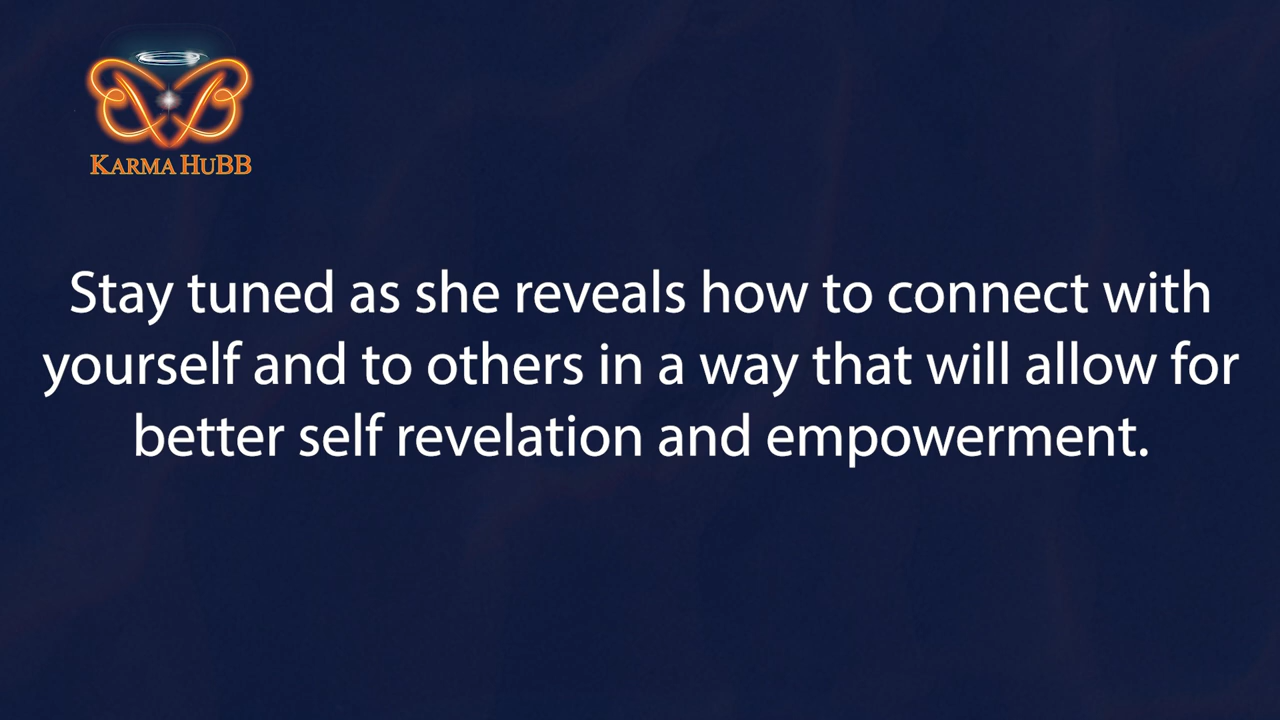 KARMA HUBB
Stay tuned as she reveals how to connect with
yourself and to others in a way that will allow for
better self revelation and empowerment.